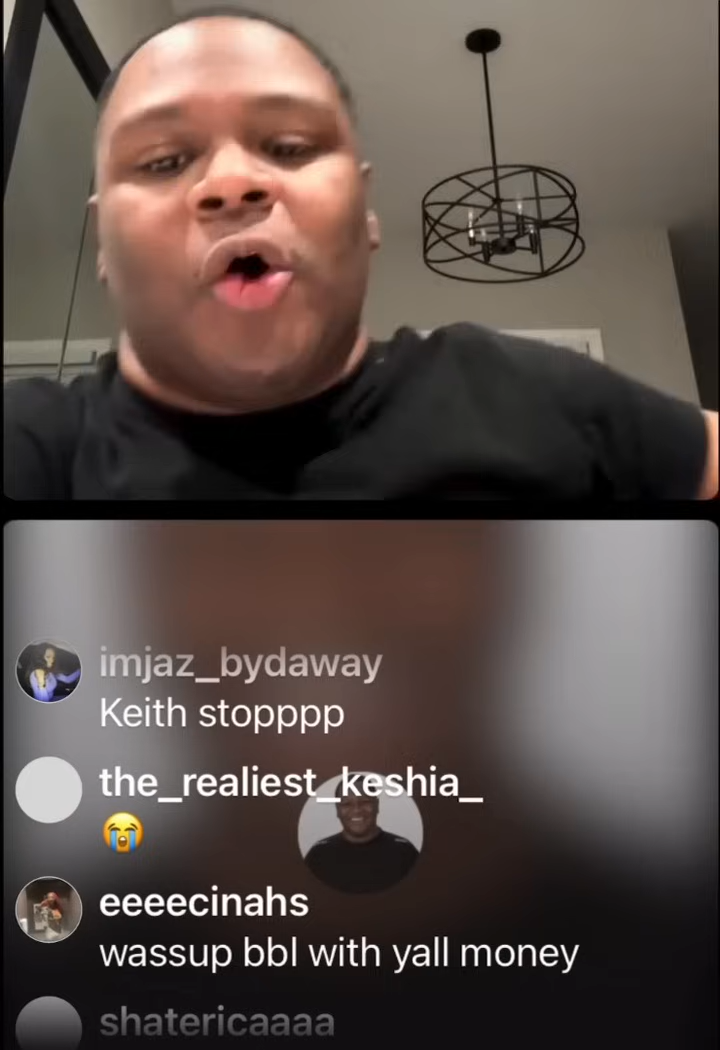 imjaz_bydaway
Keith stopppp
the_realiest_keshia_
😭
eeeecinahs
wassup bbl with yall money
shatericaaaa